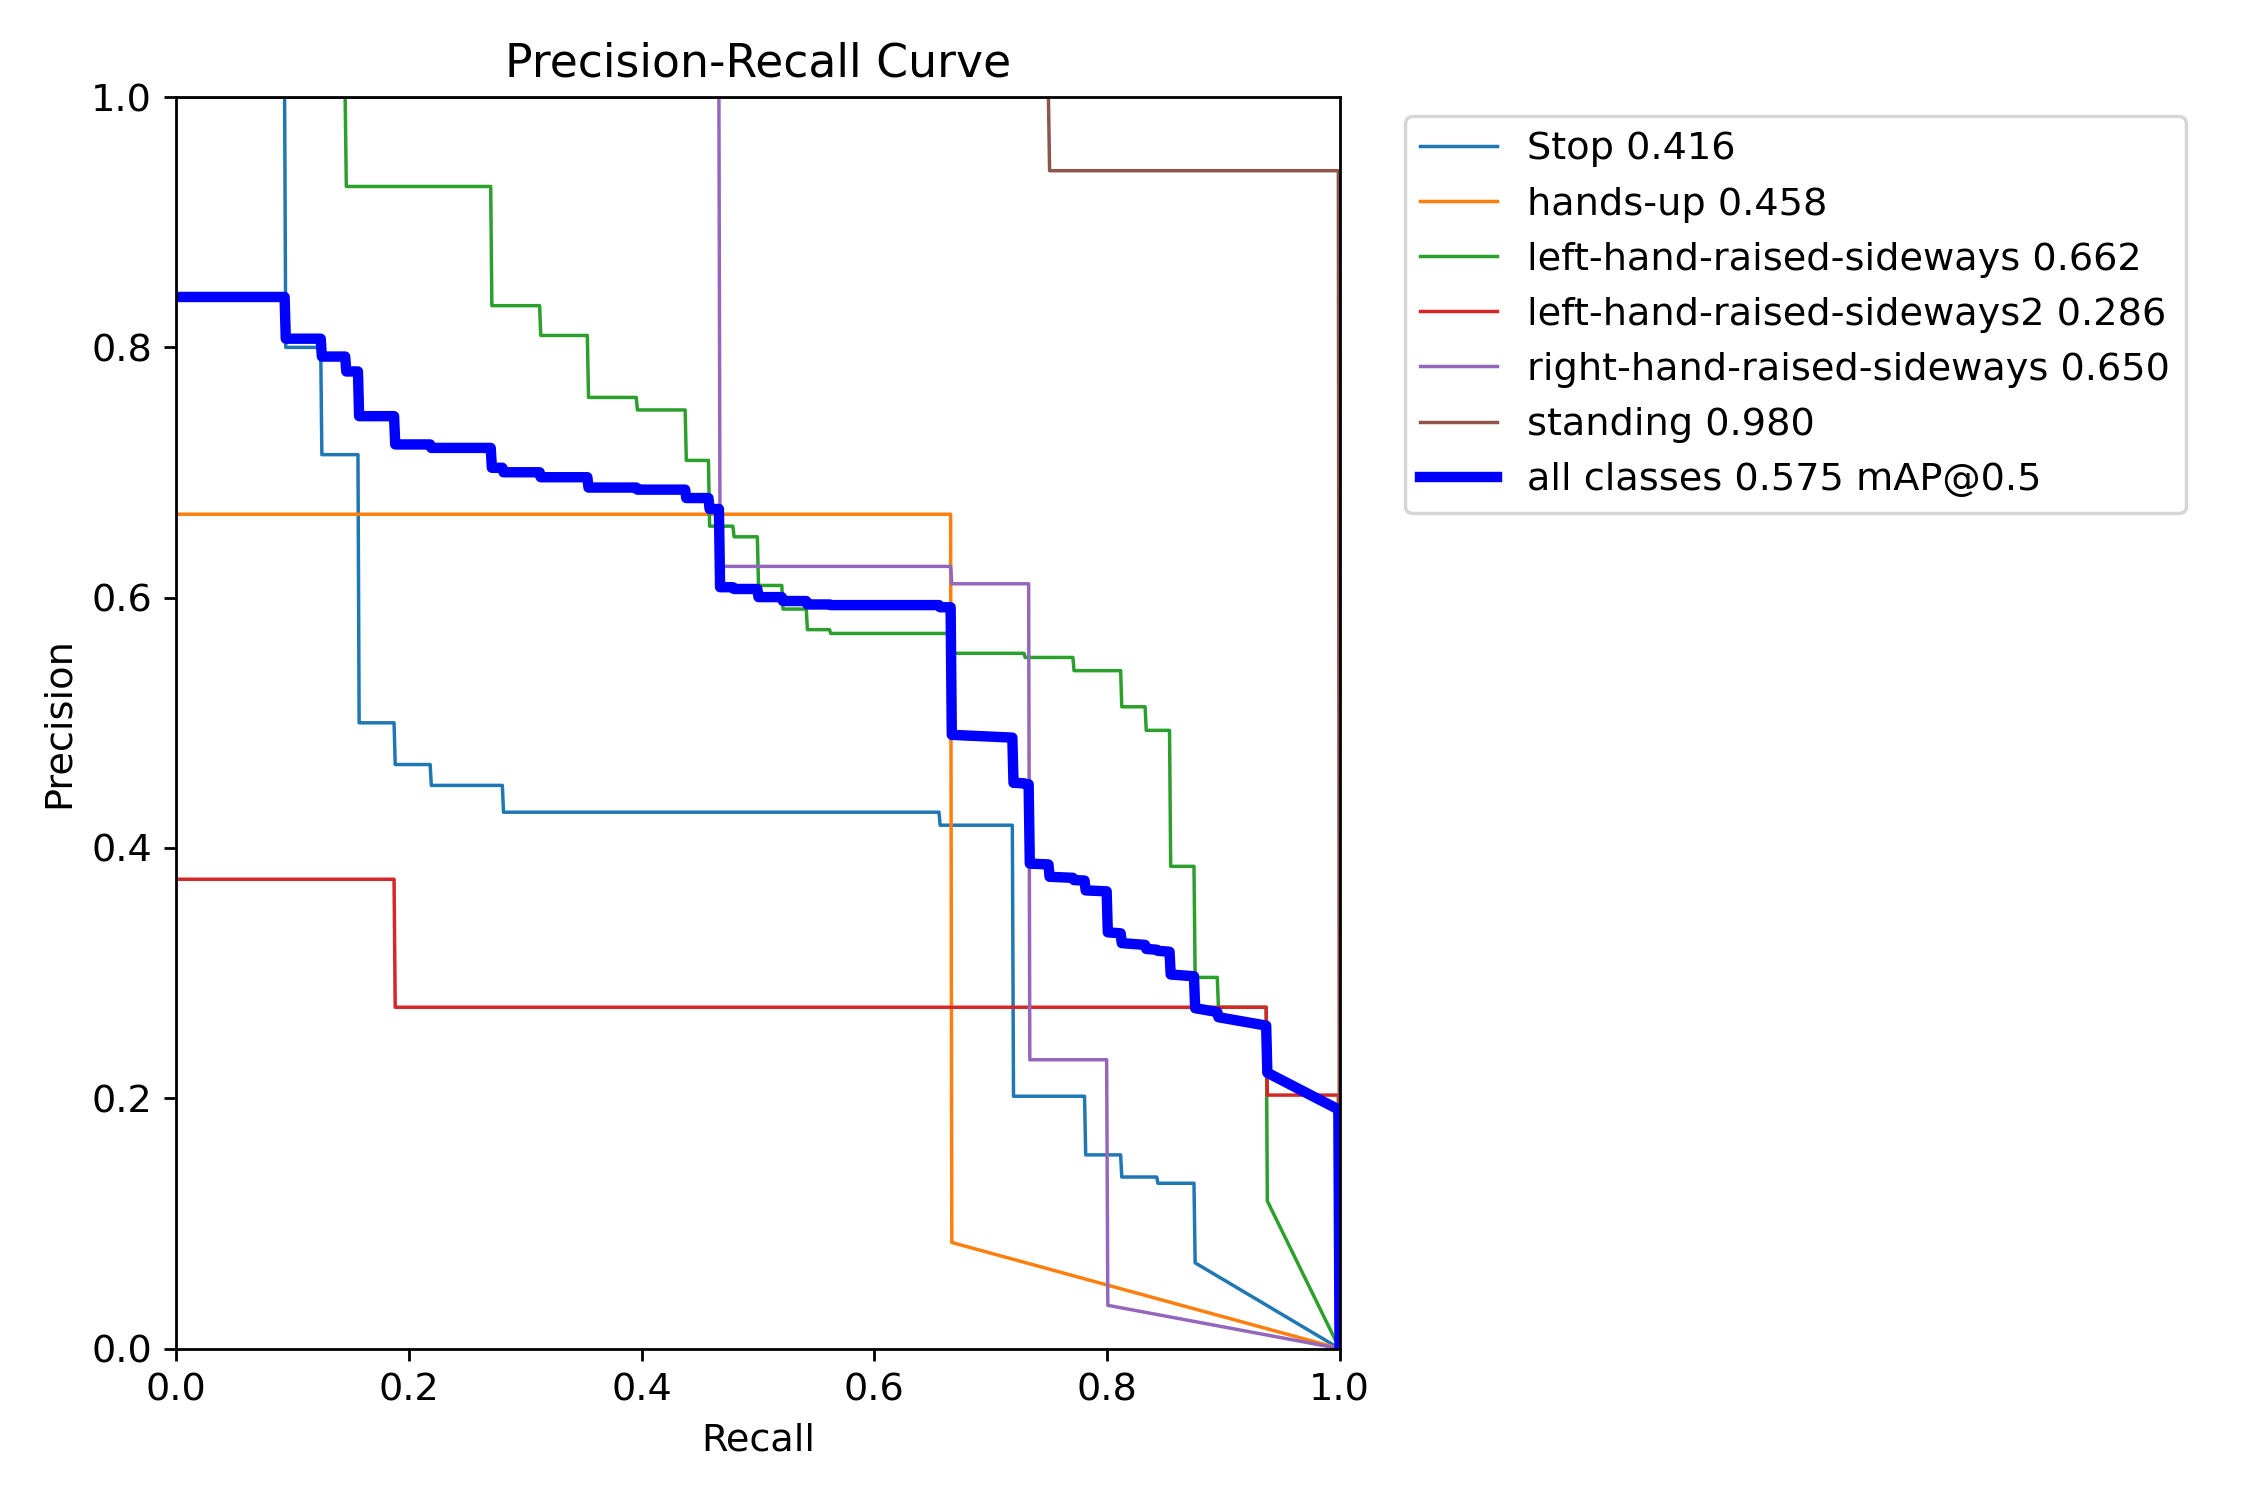 Precision-Recall Curve
1.0
0.8
0.6
0.4
0.2
0.0
Precision
0.0 0.2 0.4 0.6 0.8 1.0
Recall
Stop 0.416
hands-up 0.458
left-hand-raised-sideways 0.662
left-hand-raised-sideways2 0.286
right-hand-raised-sideways 0.650
standing 0.980
all classes 0.575 mAP@0.5